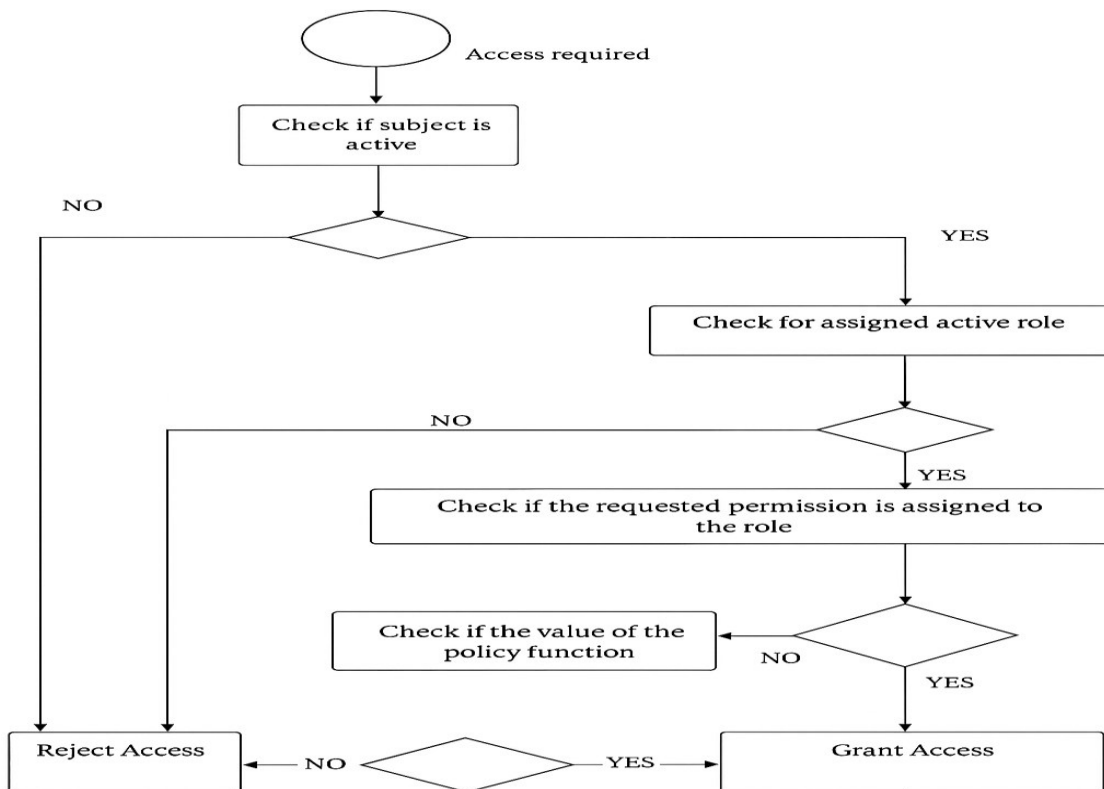 Access required
Check if subject is
active
NO
YES
Check for assigned active role
NO
YES
Check if the requested permission is assigned to
the role
Check if the value of the
policy function
NO
YES
Reject Access
NO
YES
Grant Access